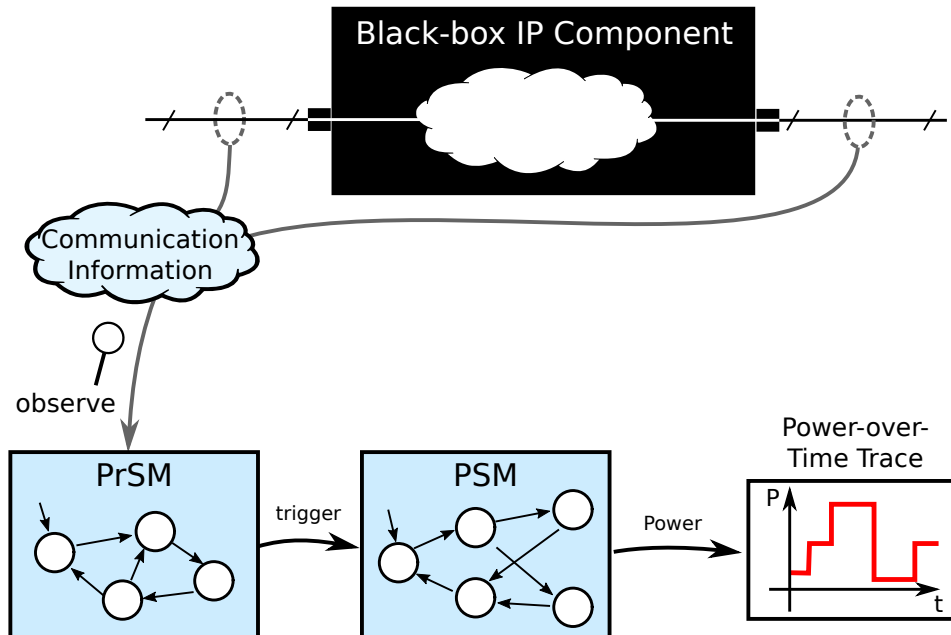 Black-box IP Component
Communication
Information
observe
PrSM
trigger
PSM
Power
Power-over-
Time Trace
P
t